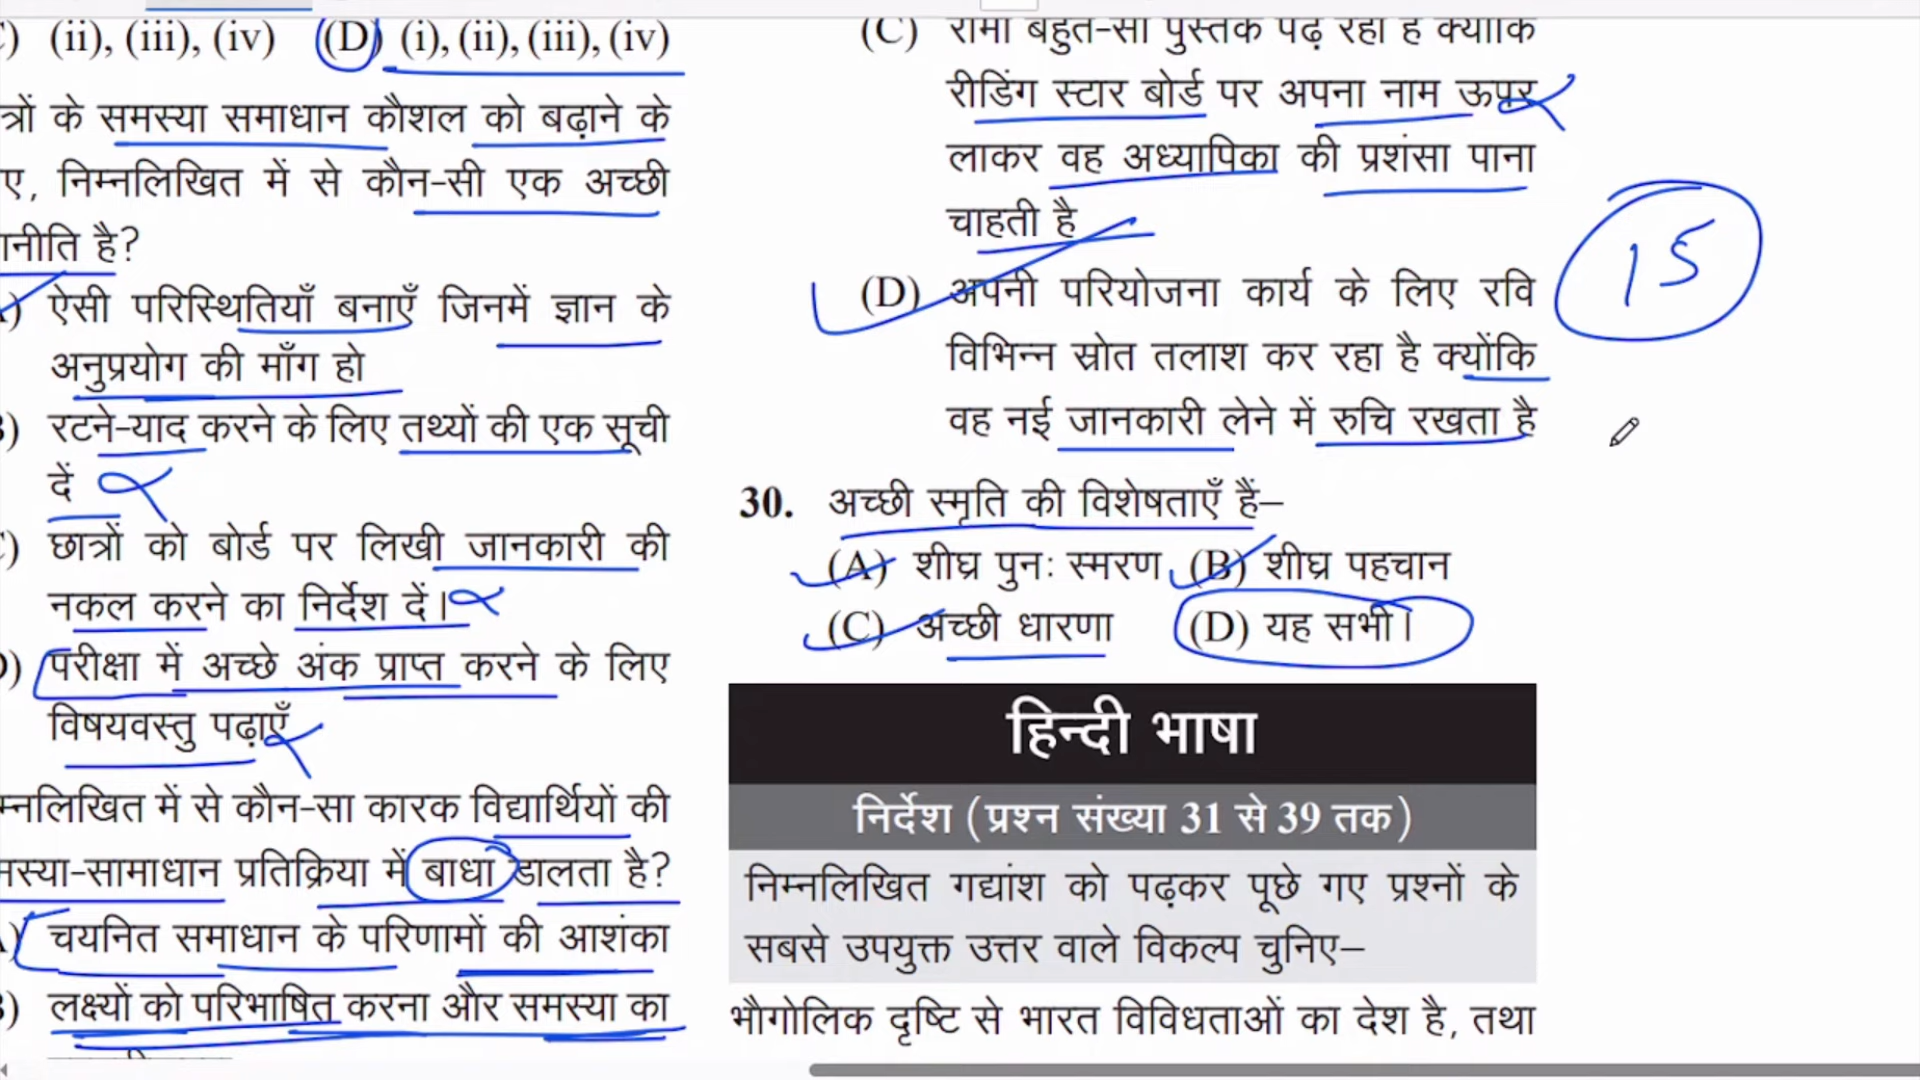 (ii), (iii), (iv) (D) (i), (ii), (iii), (iv)
के समस्या समाधान कौशल को बढ़ाने के
निम्नलिखित में से कौन-सी एक अच्छी
है?
ऐसी परिस्थितियाँ बनाएँ जिनमें ज्ञान के
अनुप्रयोग की माँग हो
रटने-याद करने के लिए तथ्यों की एक सूची
दें
छात्रों को बोर्ड पर लिखी जानकारी की
नकल करने का निर्देश दें।
परीक्षा में अच्छे अंक प्राप्त करने के लिए
विषयवस्तु पढ़ाएँ
में से कौन-सा कारक विद्यार्थियों की
प्रतिक्रिया में बाधा डालता है?
चयनित समाधान के परिणामों की आशंका
लक्ष्यों को परिभाषित करना और समस्या का
(C) रीमा बहुत-सी पुस्तकें पढ़ रही है क्योंकि
रीडिंग स्टार बोर्ड पर अपना नाम ऊपर
लाकर वह अध्यापिका की प्रशंसा पाना
चाहती है
(D) अपनी परियोजना कार्य के लिए रवि
विभिन्न स्रोत तलाश कर रहा है क्योंकि
वह नई जानकारी लेने में रुचि रखता है
15
30. अच्छी स्मृति की विशेषताएँ हैं–
(A) शीघ्र पुनः स्मरण (B) शीघ्र पहचान
(C) अच्छी धारणा (D) यह सभी।
हिन्दी भाषा
निर्देश (प्रश्न संख्या 31 से 39 तक)
निम्नलिखित गद्यांश को पढ़कर पूछे गए प्रश्नों के
सबसे उपयुक्त उत्तर वाले विकल्प चुनिए–
भौगोलिक दृष्टि से भारत विविधताओं का देश है, तथा